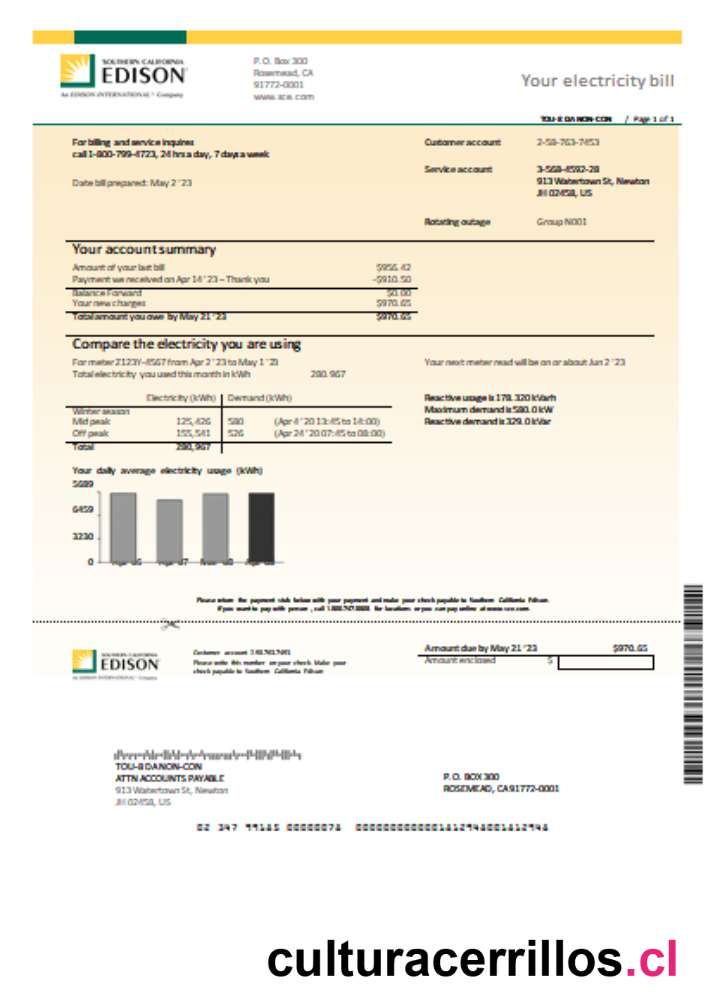 SOUTHERN CALIFORNIA
EDISON
An EDISON INTERNATIONAL Company
P.O. Box 300
Rosemead, CA
91772-0001
www.sce.com
Your electricity bill
TOU-8 DA NON-CON / Page 1 of 1
For billing and service inquires
call 1-800-799-4723, 24 hrs a day, 7 days a week
Date bill prepared: May 2 '23
Customer account 2-58-763-7453
Service account 3-568-4592-28
913 Watertown St, Newton
JH 02458, US
Rotating outage Group N001
Your account summary
Amount of your last bill $956.42
Payment we received on Apr 14 '23 – Thank you -$910.50
Balance Forward $0.00
Your new charges $970.65
Total amount you owe by May 21 '23 $970.65
Compare the electricity you are using
For meter Z123Y-4567 from Apr 2 '23 to May 1 '23
Total electricity you used this month in kWh 280.967
Your next meter read will be on or about Jun 2 '23
Electricity (kWh) Demand (kWh)
Winter season
Mid peak 125,426 580 (Apr 4 '20 13:45 to 14:00)
Off peak 155,541 526 (Apr 24 '20 07:45 to 08:00)
Total 280,967
Reactive usage is 178.320 kVarh
Maximum demand is 580.0 kW
Reactive demand is 329.0 kVar
Your daily average electricity usage (kWh)
5689
6459
3230
0
Please return the payment stub below with your payment and make your check payable to Southern California Edison.
If you want to pay with person, call 1.800.747.8908 for locations or you can pay online at www.sce.com.
SOUTHERN CALIFORNIA
EDISON
An EDISON INTERNATIONAL Company
Customer account
Please write this number on your check. Make your
check payable to Southern California Edison
Amount due by May 21 '23 $970.65
Amount enclosed $
TOU-8 DA NON-CON
ATTN ACCOUNTS PAYABLE
913 Watertown St, Newton
JH 02458, US
P.O. BOX 300
ROSEMEAD, CA 91772-0001
02 347 99185 00000078 0000000000001812948001812948
culturacerrillos.cl